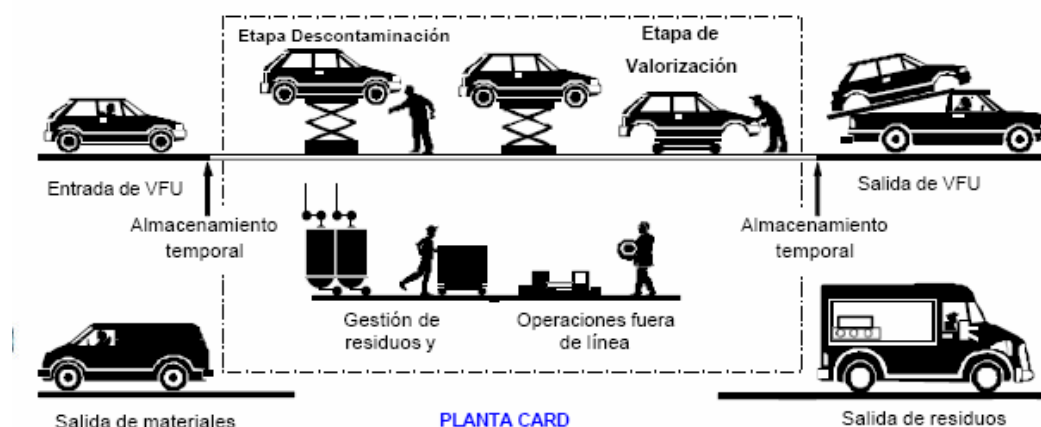 Etapa Descontaminación
Etapa de
Valorización
Entrada de VFU
Salida de VFU
Almacenamiento
temporal
Almacenamiento
temporal
Gestión de
residuos y
Operaciones fuera
de línea
Salida de materiales
PLANTA CARD
Salida de residuos